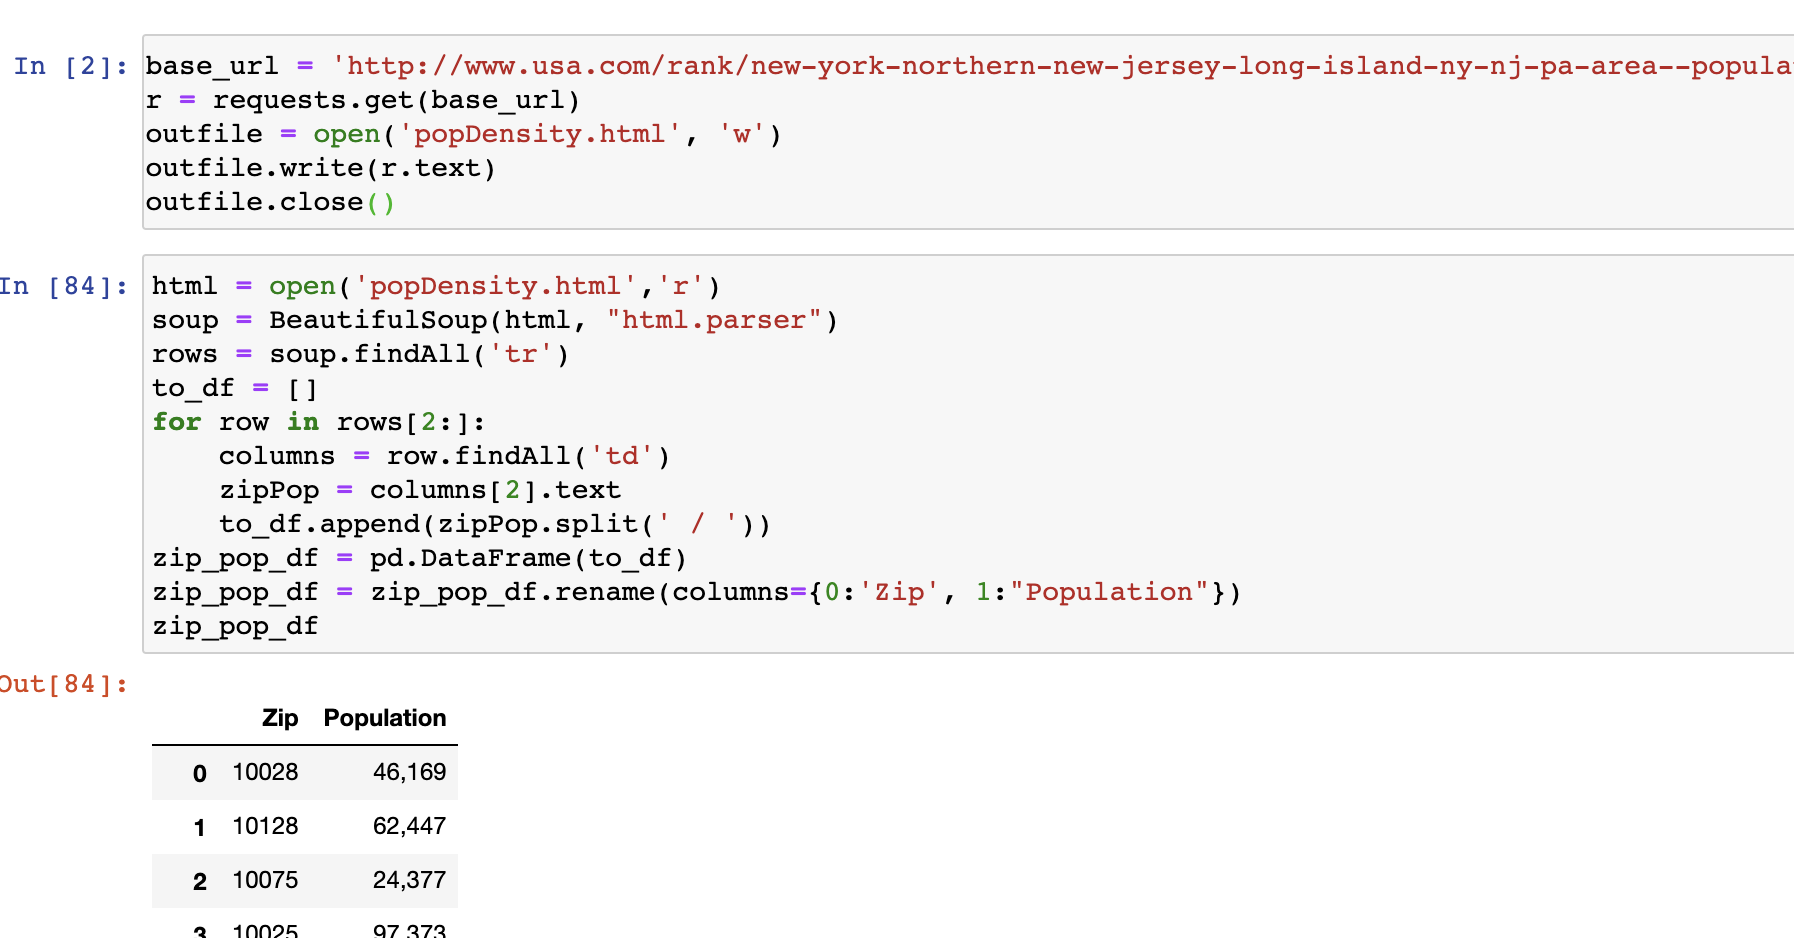 In [2]: base_url = 'http://www.usa.com/rank/new-york-northern-new-jersey-long-island-ny-nj-pa-area--popula
r = requests.get(base_url)
outfile = open('popDensity.html', 'w')
outfile.write(r.text)
outfile.close()
In [84]: html = open('popDensity.html','r')
soup = BeautifulSoup(html, "html.parser")
rows = soup.findAll('tr')
to_df = []
for row in rows[2:]:
    columns = row.findAll('td')
    zipPop = columns[2].text
    to_df.append(zipPop.split(' / '))
zip_pop_df = pd.DataFrame(to_df)
zip_pop_df = zip_pop_df.rename(columns={0:'Zip', 1:"Population"})
zip_pop_df
Out[84]:
Zip Population
0 10028 46,169
1 10128 62,447
2 10075 24,377
3 10025 97,373